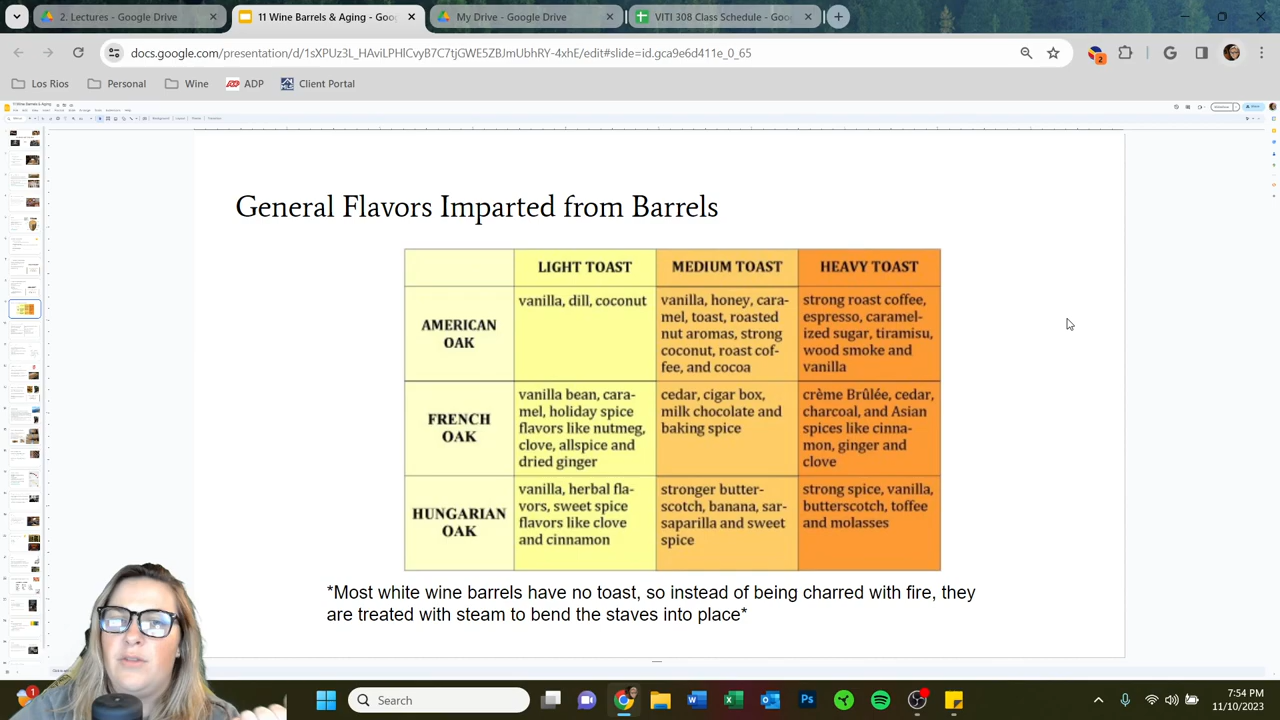 2. Lectures - Google Drive
11 Wine Barrels & Aging - Goo
My Drive - Google Drive
VITI 308 Class Schedule - Googl
docs.google.com/presentation/d/1sXPUz3L_HAviLPHlCvyB7C7tjGWE5ZBJmUbhRY-4xhE/edit#slide=id.gca9e6d411e_0_65
2
Los Rios
Personal
Wine
ADP
Client Portal
11 Wine Barrels & Aging
General Flavors Imparted from Barrels
LIGHT TOAST
MEDIUM TOAST
HEAVY TOAST
AMERICAN
OAK
vanilla, dill, coconut
vanilla, honey, cara-
mel, toast, roasted
nut aromas, strong
coconut, roast cof-
fee, and cocoa
strong roast coffee,
espresso, caramel-
ized sugar, tiramisu,
wood smoke and
vanilla
FRENCH
OAK
vanilla bean, cara-
mel, holiday spice
flavors like nutmeg,
clove, allspice and
dried ginger
cedar, cigar box,
milk chocolate and
baking spice
crème Brûlée, cedar,
charcoal, and Asian
spices like cinna-
mon, ginger and
clove
HUNGARIAN
OAK
vanilla, herbal fla-
vors, sweet spice
flavors like clove
and cinnamon
stronger butter-
scotch, banana, sar-
saparilla and sweet
spice
strong spice, vanilla,
butterscotch, toffee
and molasses
*Most white wine barrels have no toast, so instead of being charred with fire, they
are treated with steam to bend the staves into place*
1
Search
7:54 PM
11/10/2023